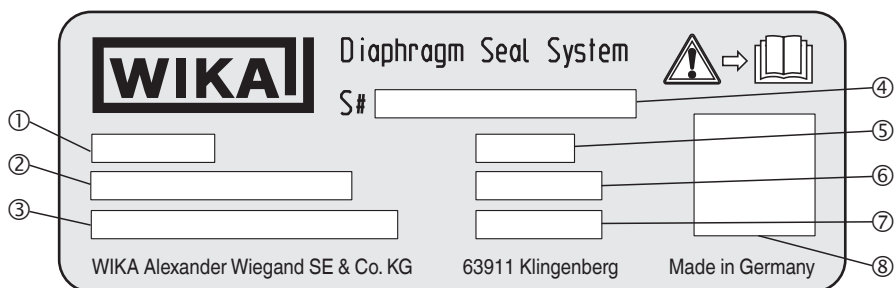 WIKA
Diaphragm Seal System
S#
④
①
⑤
②
⑥
③
⑦
WIKA Alexander Wiegand SE & Co. KG 63911 Klingenberg Made in Germany
⑧